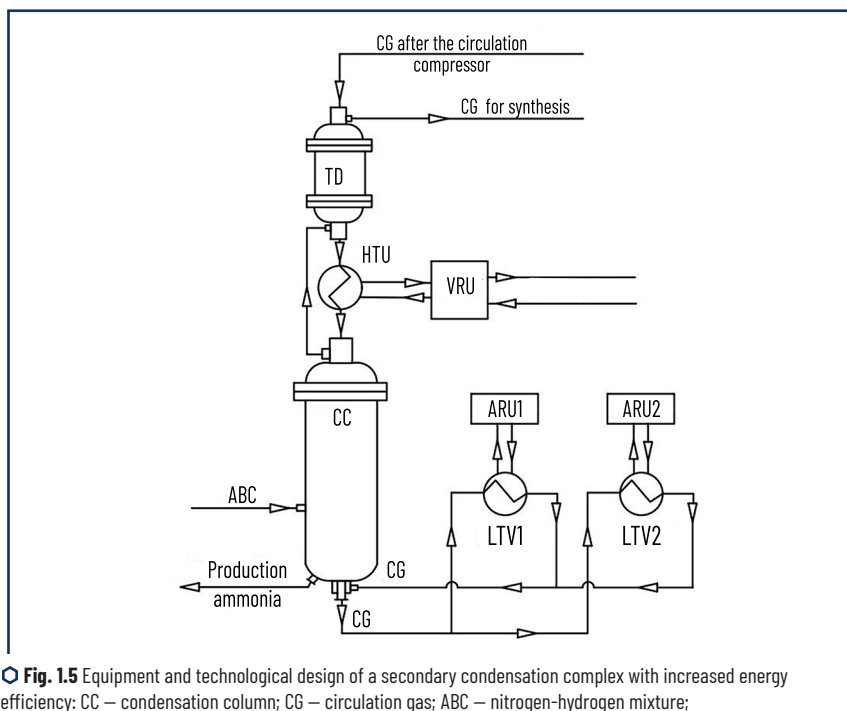 CG after the circulation
compressor
CG for synthesis
TD
HTU
VRU
CC
ARU1
ARU2
ABC
LTV1
LTV2
Production
ammonia
CG
CG
Fig. 1.5 Equipment and technological design of a secondary condensation complex with increased energy
efficiency: CC — condensation column; CG — circulation gas; ABC — nitrogen-hydrogen mixture;